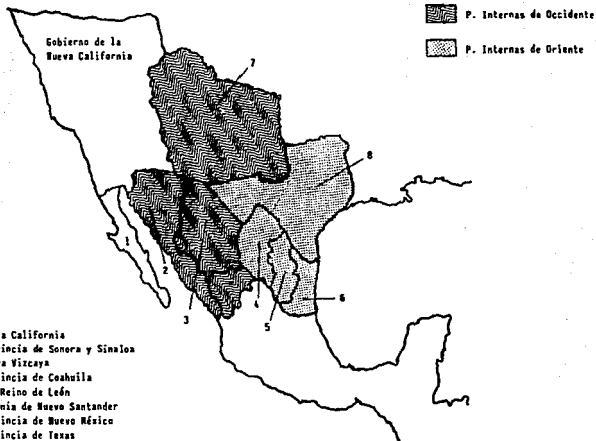 P. Internas de Occidente
P. Internas de Oriente
Gobierno de la
Nueva California
7
8
1
2
3
4
5
6
a California
incia de Sonora y Sinaloa
a Vizcaya
incia de Coahuila
Reino de León
nia de Nuevo Santander
incia de Nuevo México
incia de Texas